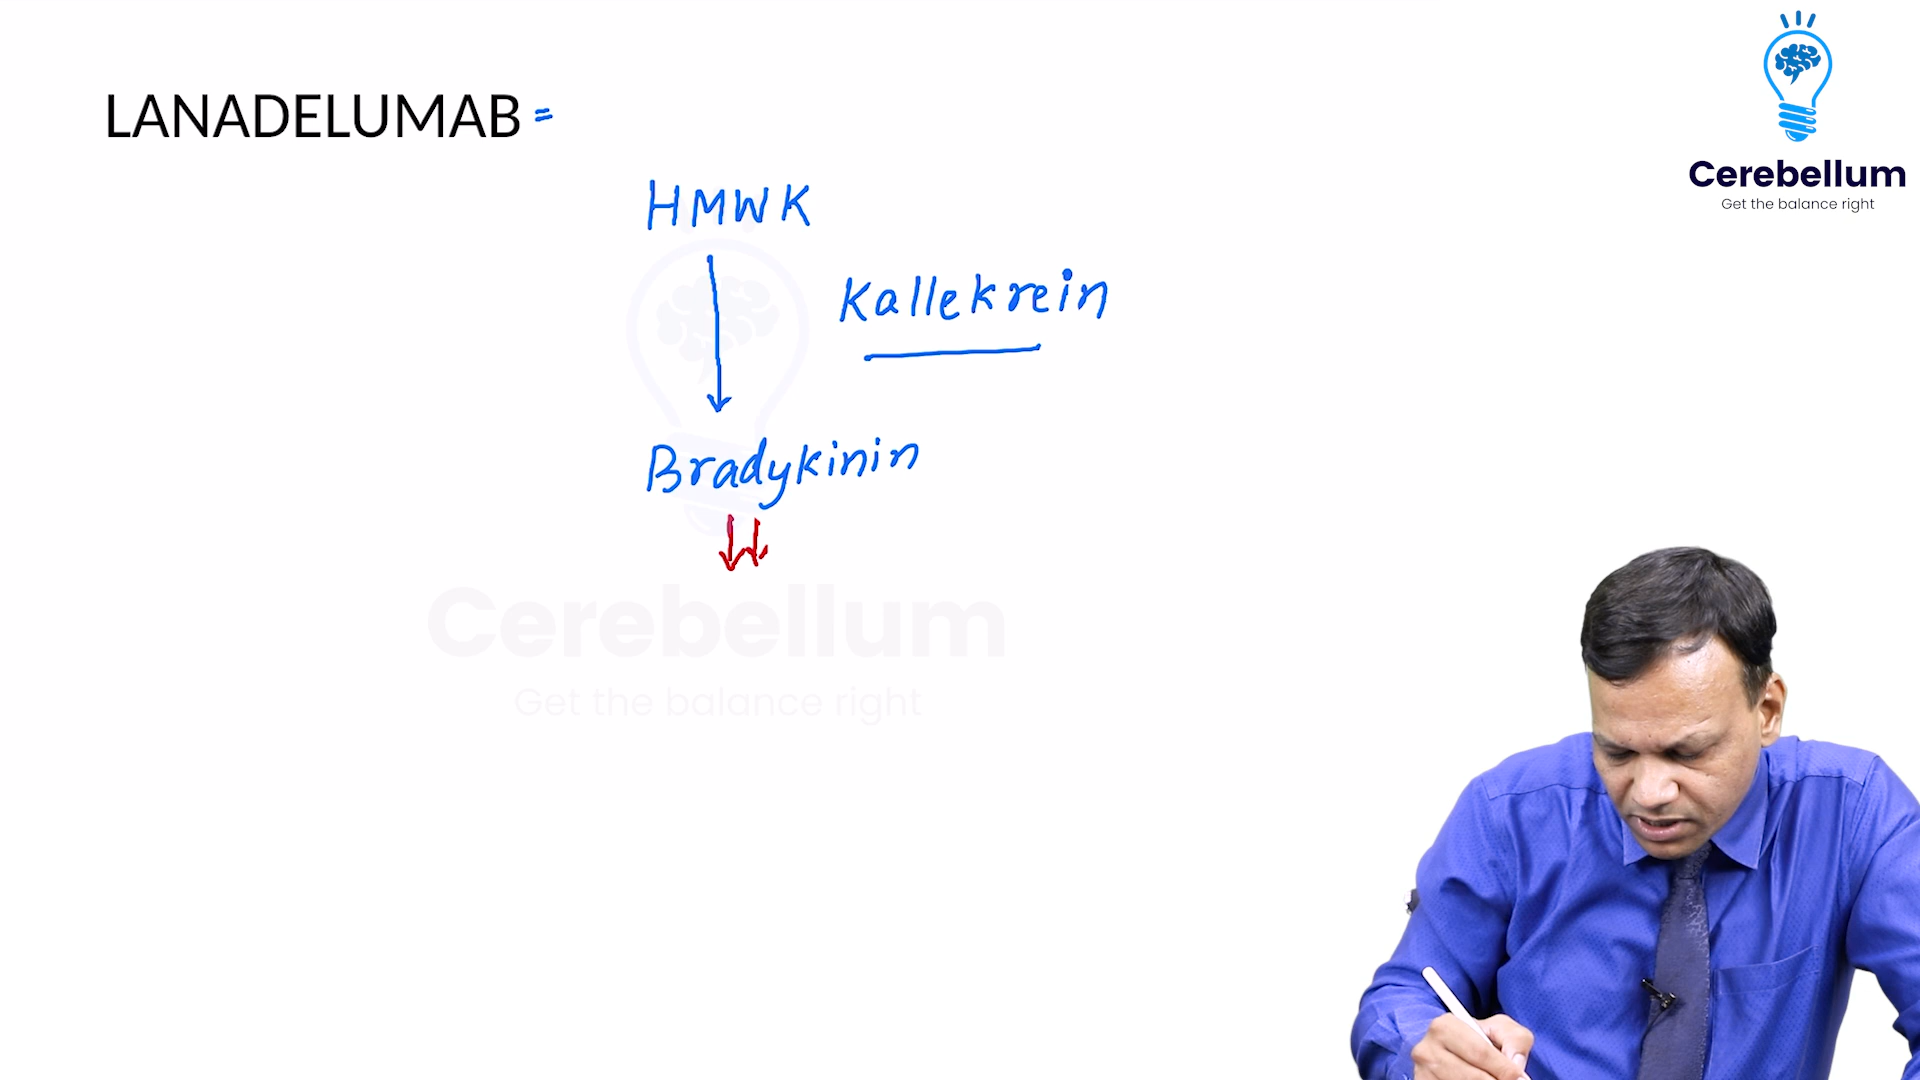 LANADELUMAB =
HMWK
Kallekrein
Bradykinin
Cerebellum
Get the balance right
Cerebellum
Get the balance right